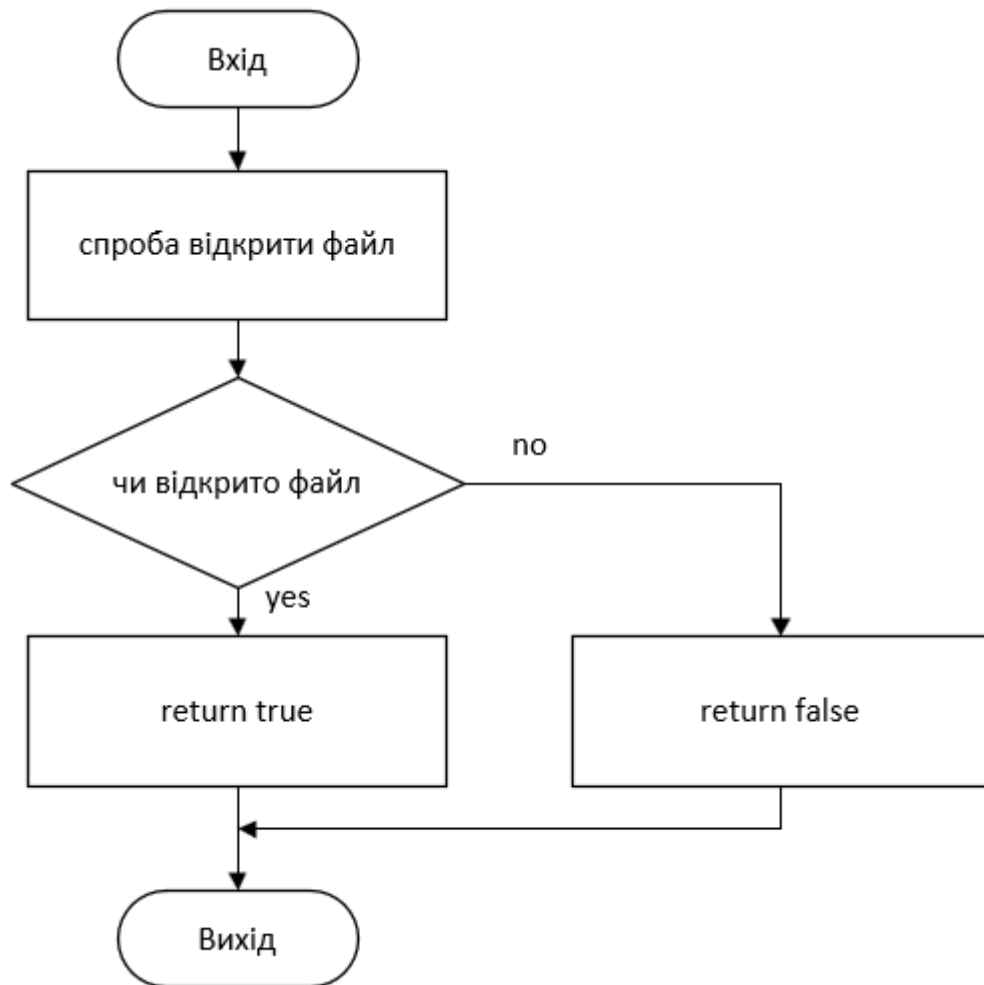 Вхід
спроба відкрити файл
чи відкрито файл
no
yes
return true
return false
Вихід